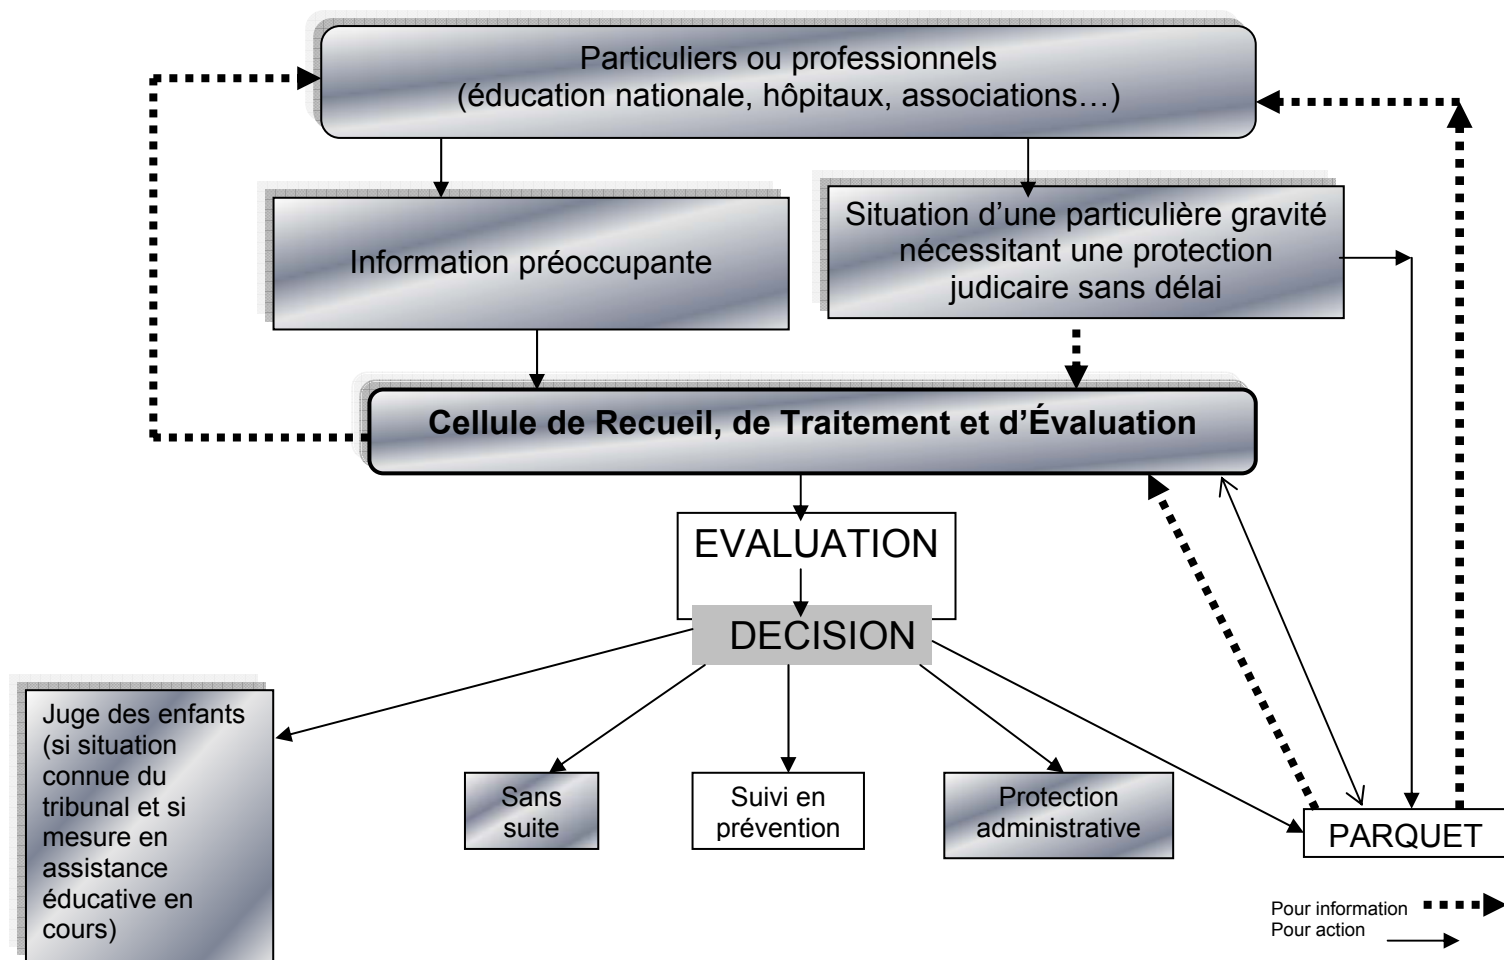 Particuliers ou professionnels
(éducation nationale, hôpitaux, associations…)
Information préoccupante
Situation d’une particulière gravité
nécessitant une protection
judicaire sans délai
Cellule de Recueil, de Traitement et d’Évaluation
EVALUATION
DECISION
Juge des enfants
(si situation
connue du
tribunal et si
mesure en
assistance
éducative en
cours)
Sans
suite
Suivi en
prévention
Protection
administrative
PARQUET
Pour information
Pour action